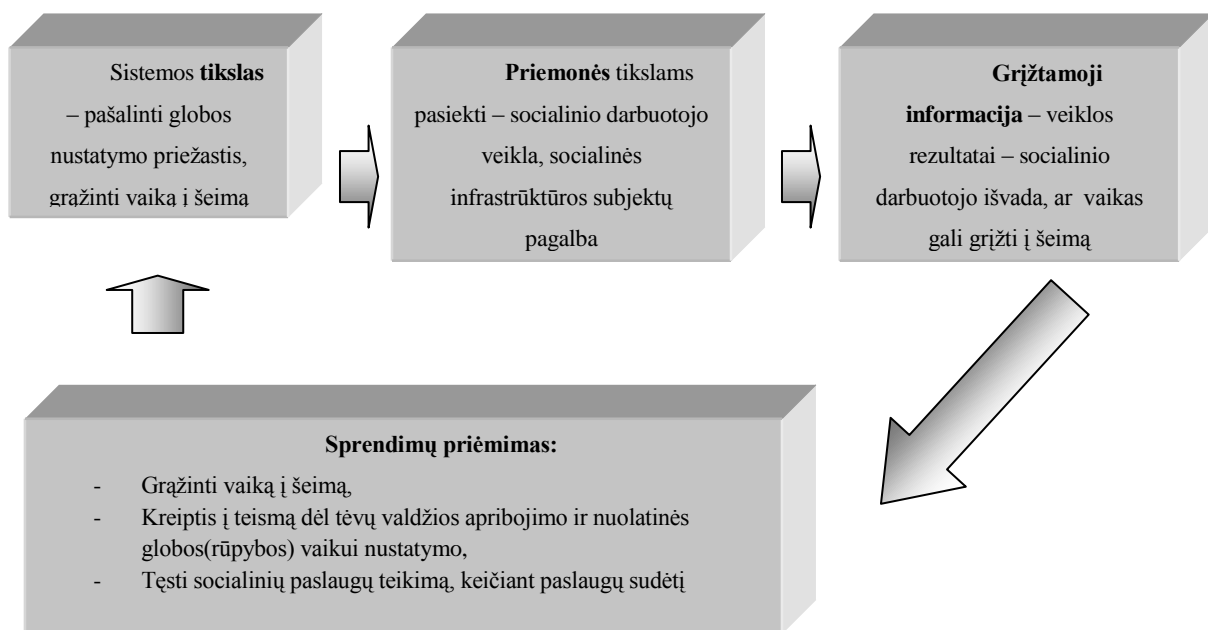 Sistemos tikslas
– pašalinti globos
nustatymo priežastis,
grąžinti vaiką į šeimą
Priemonės tikslams
pasiekti – socialinio darbuotojo
veikla, socialinės
infrastrūktūros subjektų
pagalba
Grįžtamoji
informacija – veiklos
rezultatai – socialinio
darbuotojo išvada, ar vaikas
gali grįžti į šeimą
Sprendimų priėmimas:
- Grąžinti vaiką į šeimą,
- Kreiptis į teismą dėl tėvų valdžios apribojimo ir nuolatinės
globos(rūpybos) vaikui nustatymo,
- Tęsti socialinių paslaugų teikimą, keičiant paslaugų sudėtį